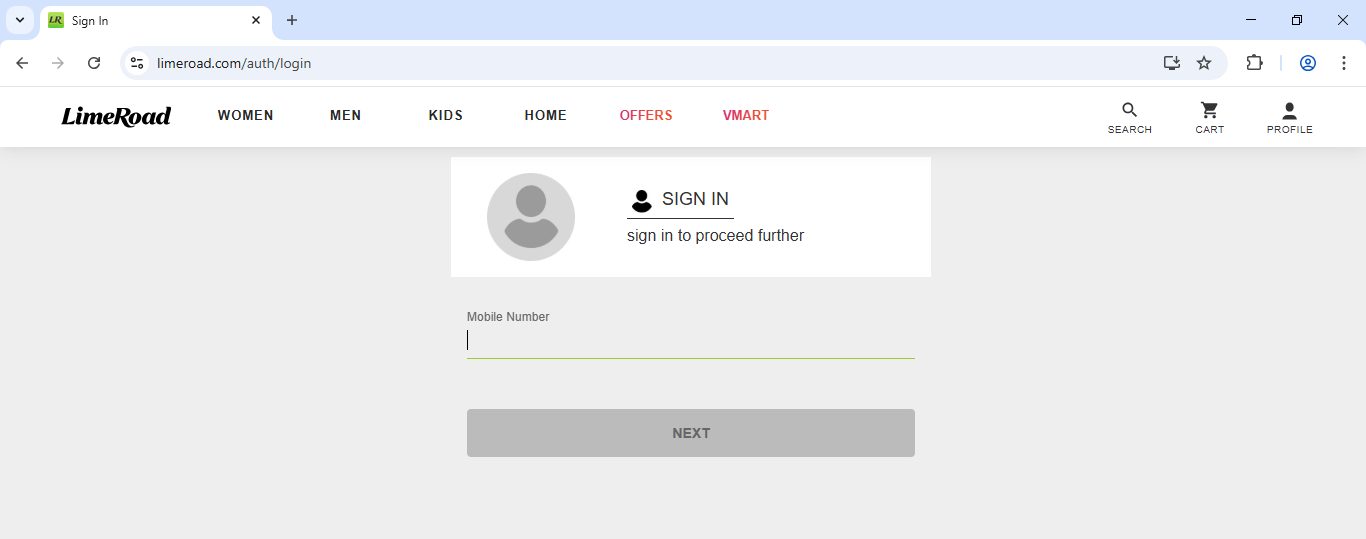 LR Sign In
limeroad.com/auth/login
LimeRoad WOMEN MEN KIDS HOME OFFERS VMART SEARCH CART PROFILE
SIGN IN
sign in to proceed further
Mobile Number
NEXT